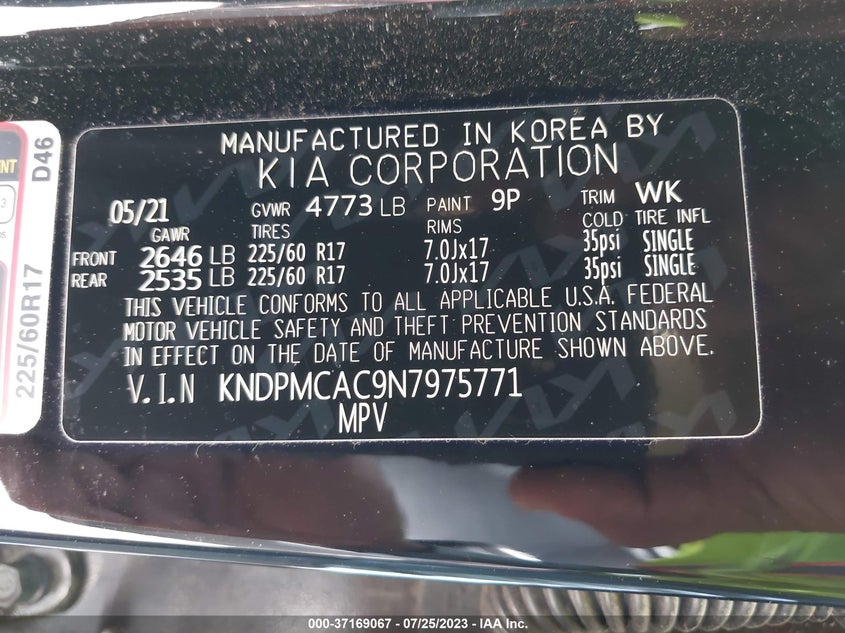 MANUFACTURED IN KOREA BY
KIA CORPORATION
05/21 GVWR 4773 LB PAINT 9P TRIM WK
GAWR TIRES RIMS COLD TIRE INFL
FRONT 2646 LB 225/60 R17 7.0Jx17 35psi SINGLE
REAR 2535 LB 225/60 R17 7.0Jx17 35psi SINGLE
THIS VEHICLE CONFORMS TO ALL APPLICABLE U.S.A. FEDERAL
MOTOR VEHICLE SAFETY AND THEFT PREVENTION STANDARDS
IN EFFECT ON THE DATE OF MANUFACTURE SHOWN ABOVE.
V.I.N KNDPMCAC9N7975771
MPV
D46
225/60R17
000-37169067 / 07/25/2023 - IAA Inc.